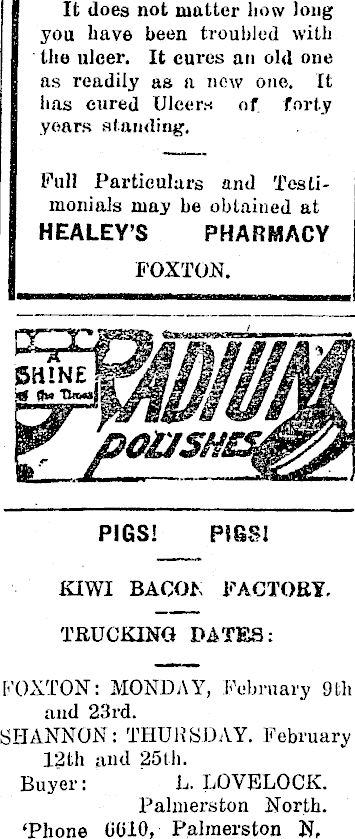 It does not matter how long
you have been troubled with
the ulcer. It cures an old one
as readily as a new one. It
has cured Ulcers of forty
years standing.
Full Particulars and Testi-
monials may be obtained at
HEALEY'S PHARMACY
FOXTON.
A
SHINE
of the Times
RADIUM
POLISHES
PIGS! PIGS!
KIWI BACON FACTORY.
TRUCKING DATES:
FOXTON: MONDAY, February 9th
and 23rd.
SHANNON: THURSDAY. February
12th and 25th.
Buyer: L. LOVELOCK.
Palmerston North.
'Phone 6610, Palmerston N,